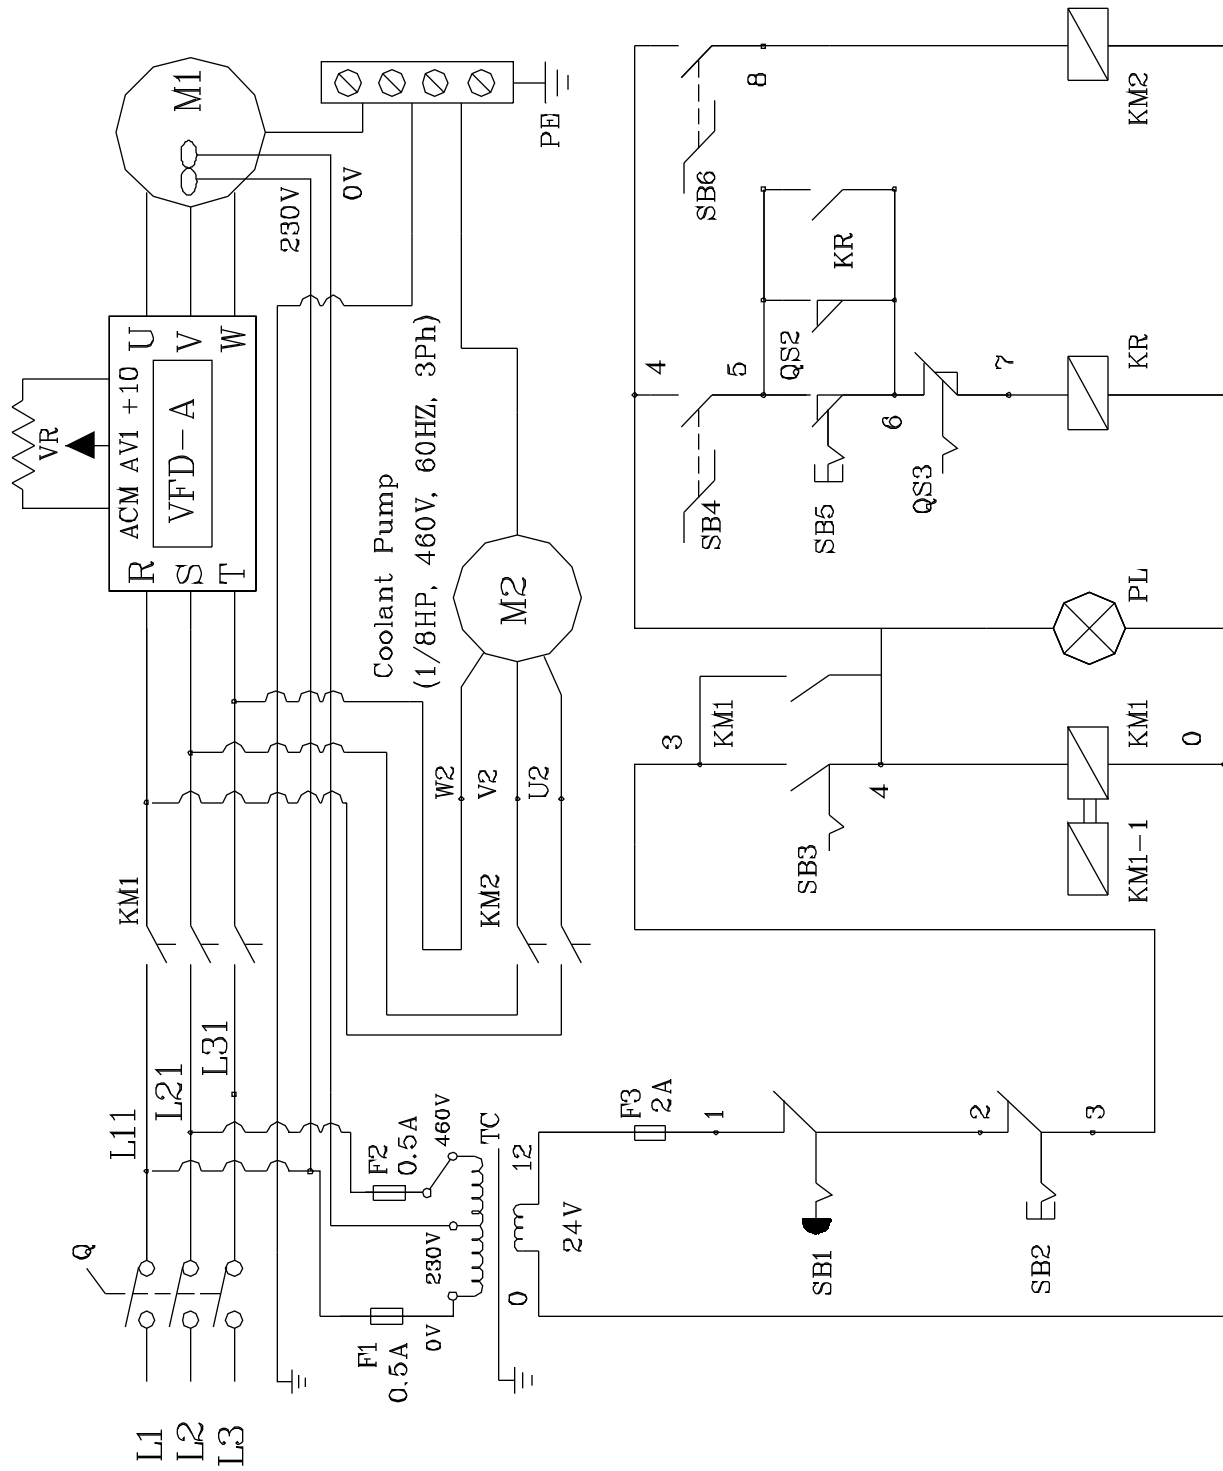 L1
L2
L3
Q
L11
L21
L31
KM1
R
S
T
ACM AV1 +10
VFD-A
VR
U
V
W
M1
230V
0V
PE
F1
0.5A
0V
230V
F2
0.5A
460V
TC
KM2
W2
V2
U2
M2
Coolant Pump
(1/8HP, 460V, 60HZ, 3Ph)
0
24V
12
F3
2A
1
SB1
2
SB2
3
3
KM1
SB3
4
KM1-1
KM1
0
PL
4
SB4
5
SB5
QS2
KR
6
QS3
7
KR
SB6
8
KM2